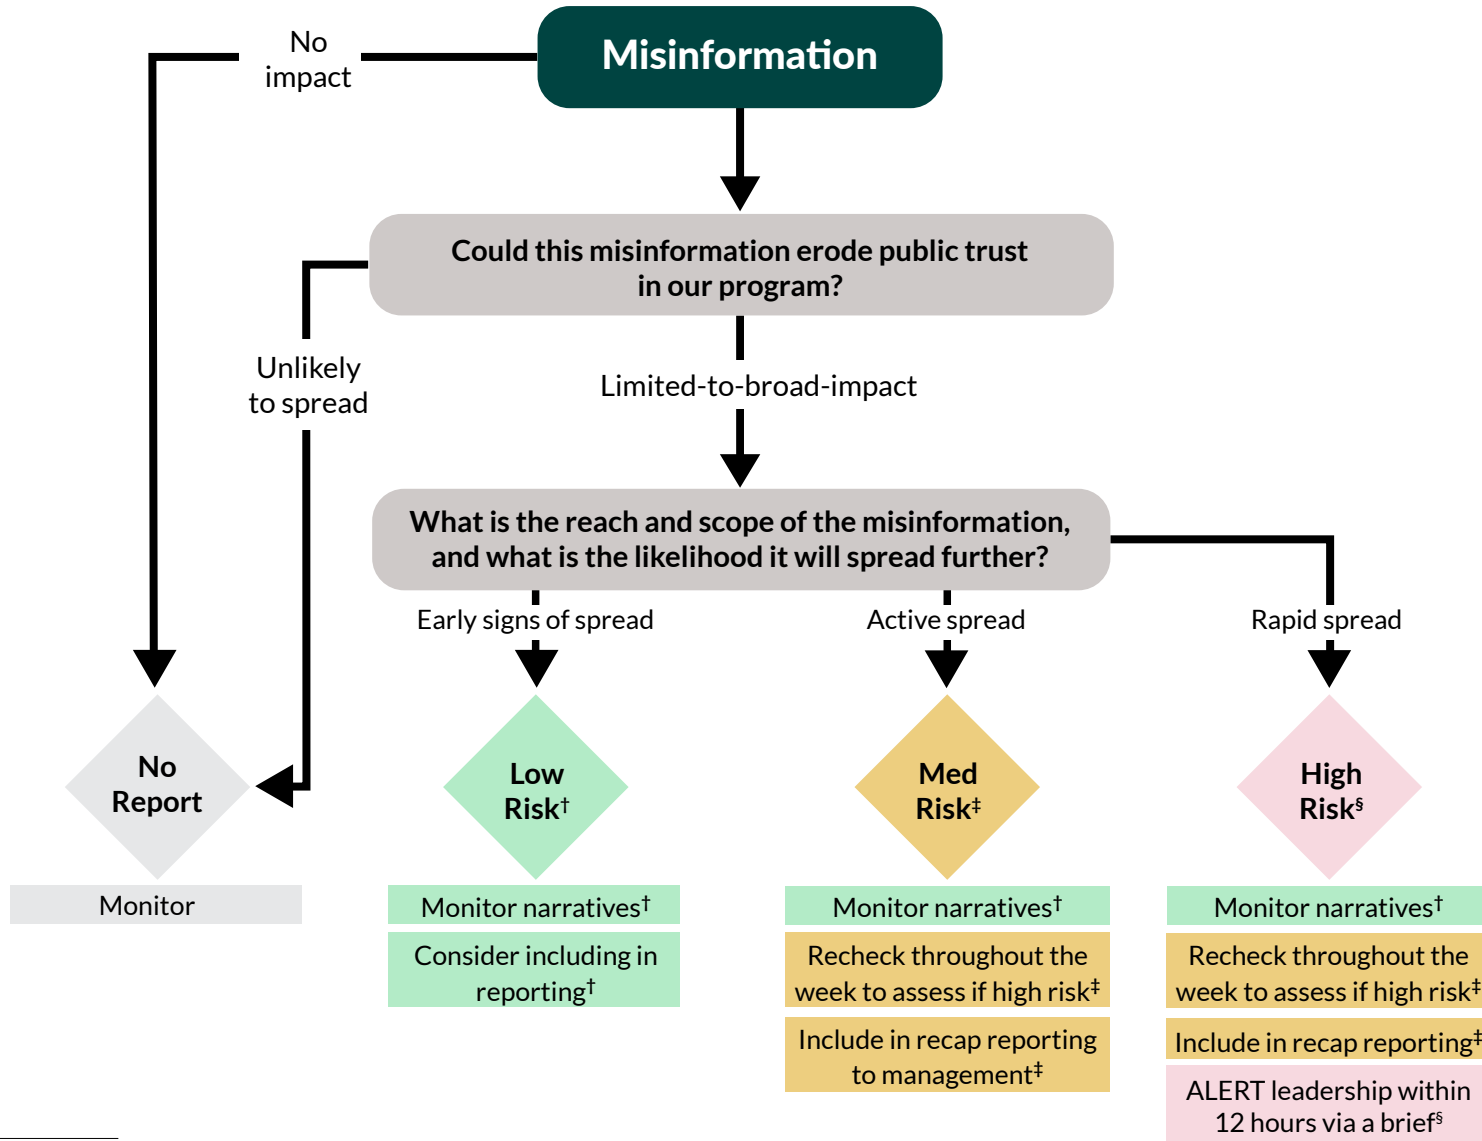 No
impact
Misinformation
Could this misinformation erode public trust
in our program?
Unlikely
to spread
Limited-to-broad-impact
What is the reach and scope of the misinformation,
and what is the likelihood it will spread further?
Early signs of spread
Active spread
Rapid spread
No
Report
Low
Risk†
Med
Risk‡
High
Risk§
Monitor
Monitor narratives†
Consider including in
reporting†
Monitor narratives†
Recheck throughout the
week to assess if high risk‡
Include in recap reporting
to management‡
Monitor narratives†
Recheck throughout the
week to assess if high risk‡
Include in recap reporting‡
ALERT leadership within
12 hours via a brief§